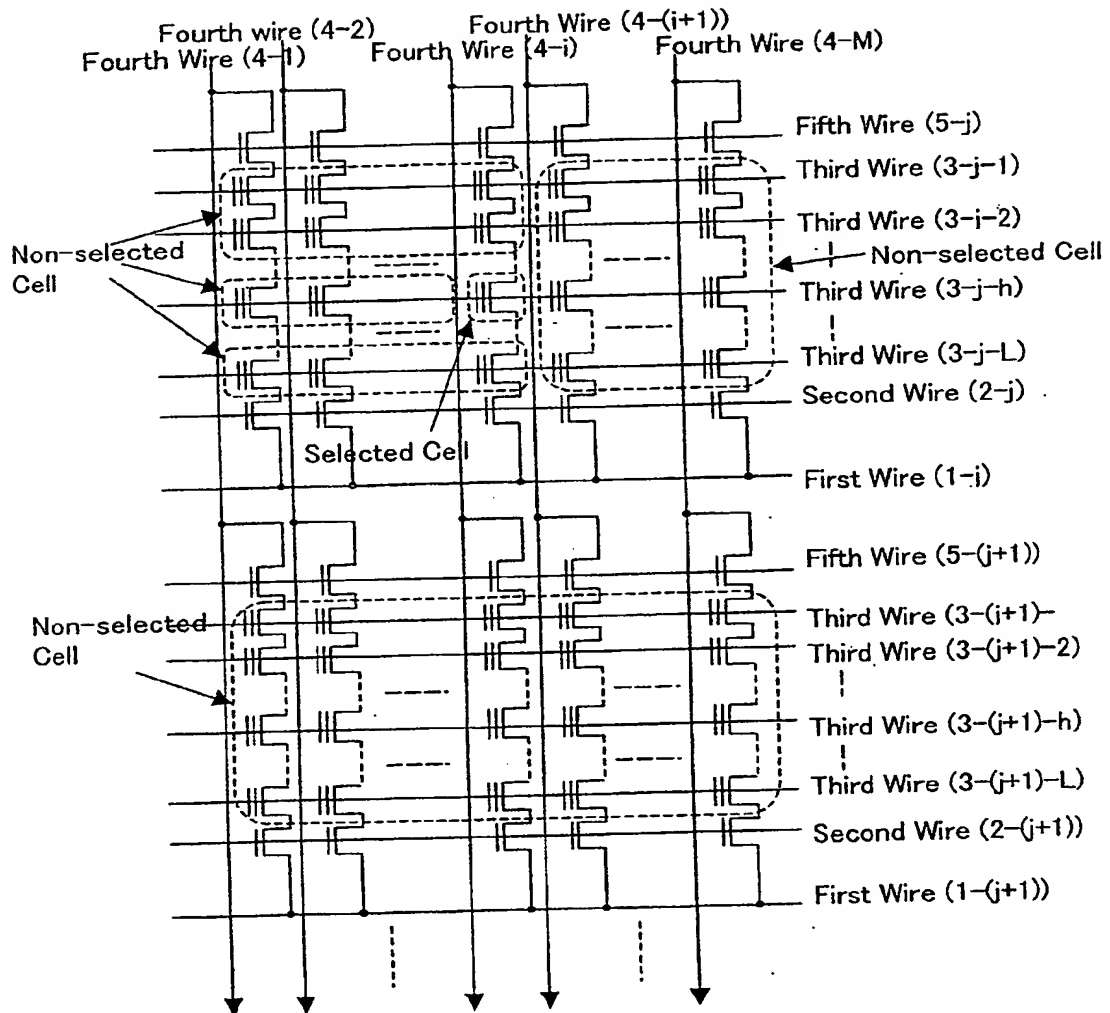 Fourth wire (4-2)
Fourth Wire (4-(i+1))
Fourth Wire (4-1)
Fourth Wire (4-i)
Fourth Wire (4-M)
Fifth Wire (5-j)
Third Wire (3-j-1)
Third Wire (3-j-2)
Non-selected
Cell
Non-selected Cell
Third Wire (3-j-h)
Third Wire (3-j-L)
Second Wire (2-j)
Selected Cell
First Wire (1-i)
Fifth Wire (5-(j+1))
Non-selected
Cell
Third Wire (3-(j+1)-
Third Wire (3-(j+1)-2)
Third Wire (3-(j+1)-h)
Third Wire (3-(j+1)-L)
Second Wire (2-(j+1))
First Wire (1-(j+1))